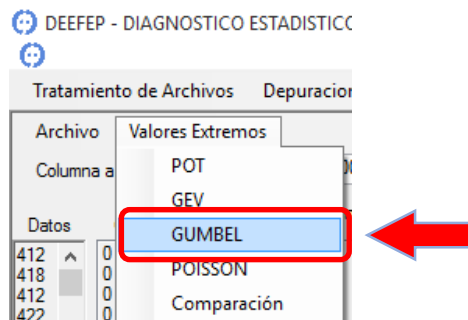 DEEFEP - DIAGNOSTICO ESTADISTICO
Tratamiento de Archivos Depuracion
Archivo Valores Extremos
Columna a
POT
GEV
Datos
GUMBEL
412 0
418 0
POISSON
412 0
Comparación
422 0